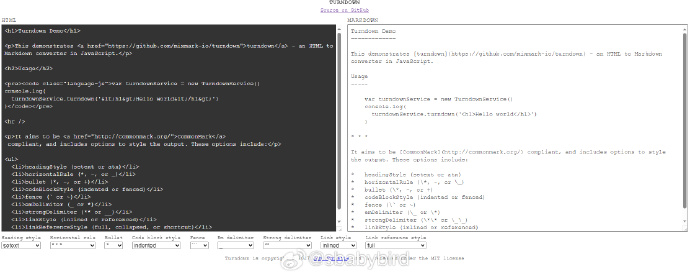 TURNDOWN
Source on GitHub
HTML
<h1>Turndown Demo</h1>
<p>This demonstrates <a href="https://github.com/mixmark-io/turndown">turndown</a> – an HTML to
Markdown converter in JavaScript.</p>
<h2>Usage</h2>
<pre><code class="language-js">var turndownService = new TurndownService()
console.log(
  turndownService.turndown('&lt;h1&gt;Hello world&lt;/h1&gt;')
)</code></pre>
<hr />
<p>It aims to be <a href="http://commonmark.org/">CommonMark</a>
 compliant, and includes options to style the output. These options include:</p>
<ul>
  <li>headingStyle (setext or atx)</li>
  <li>horizontalRule (*, -, or _)</li>
  <li>bullet (*, -, or +)</li>
  <li>codeBlockStyle (indented or fenced)</li>
  <li>fence (` or ~)</li>
  <li>emDelimiter (_ or *)</li>
  <li>strongDelimiter (** or __)</li>
  <li>linkStyle (inlined or referenced)</li>
  <li>linkReferenceStyle (full, collapsed, or shortcut)</li>
MARKDOWN
Turndown Demo
=============
This demonstrates [turndown](https://github.com/mixmark-io/turndown) – an HTML to Markdown
converter in JavaScript.
Usage
-----
    var turndownService = new TurndownService()
    console.log(
      turndownService.turndown('<h1>Hello world</h1>')
    )
* * *
It aims to be [CommonMark](http://commonmark.org/) compliant, and includes options to style
the output. These options include:
*   headingStyle (setext or atx)
*   horizontalRule (\*, -, or \_)
*   bullet (\*, -, or +)
*   codeBlockStyle (indented or fenced)
*   fence (\` or ~)
*   emDelimiter (\_ or \*)
*   strongDelimiter (\*\* or \_\_)
*   linkStyle (inlined or referenced)
Heading style Horizontal rule Bullet Code block style Fence Em delimiter Strong delimiter Link style Link reference style
setext * * * * indented ``` _ ** inlined full
Turndown is copyright
under the MIT license
@babybird